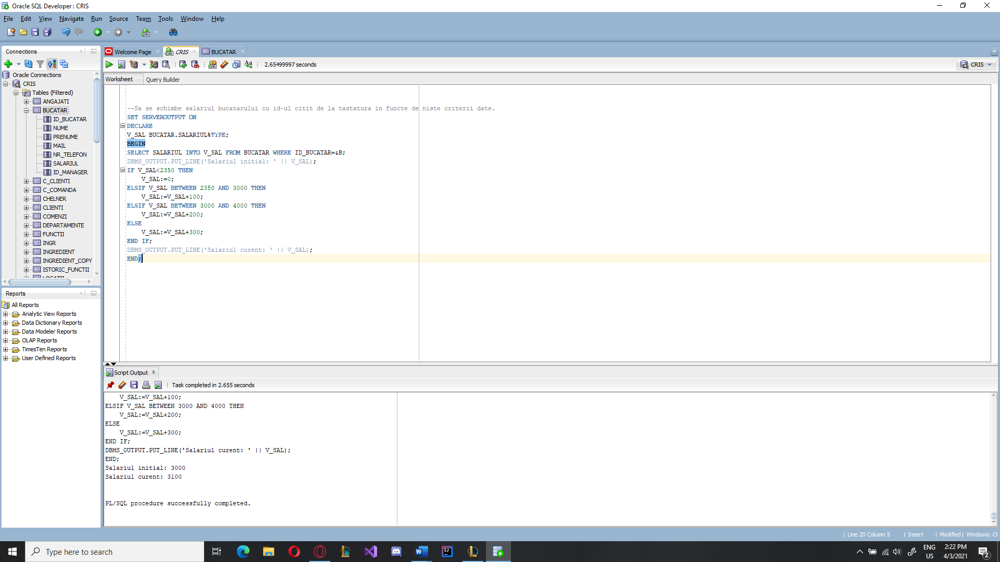 Oracle SQL Developer : CRIS
File Edit View Navigate Run Source Team Tools Window Help
Connections
Oracle Connections
CRIS
Tables (Filtered)
ANGAJATI
BUCATAR
ID_BUCATAR
NUME
PRENUME
MAIL
NR_TELEFON
SALARIUL
ID_MANAGER
C_CLIENTI
C_COMANDA
CHELNER
CLIENTI
COMENZI
DEPARTAMENTE
FUNCTII
INGR
INGREDIENT
INGREDIENT_COPY
ISTORIC_FUNCTII
Reports
All Reports
Analytic View Reports
Data Dictionary Reports
Data Modeler Reports
OLAP Reports
TimesTen Reports
User Defined Reports
Welcome Page CRIS BUCATAR
2.65499997 seconds
CRIS
Worksheet Query Builder
--Sa se schimbe salariul bucatarului cu id-ul citit de la tastatura in functe de niste criterii date.
SET SERVEROUTPUT ON
DECLARE
V_SAL BUCATAR.SALARIUL%TYPE;
BEGIN
SELECT SALARIUL INTO V_SAL FROM BUCATAR WHERE ID_BUCATAR=&B;
DBMS_OUTPUT.PUT_LINE('Salariul initial: ' || V_SAL);
IF V_SAL<2350 THEN
V_SAL:=0;
ELSIF V_SAL BETWEEN 2350 AND 3000 THEN
V_SAL:=V_SAL+100;
ELSIF V_SAL BETWEEN 3000 AND 4000 THEN
V_SAL:=V_SAL+200;
ELSE
V_SAL:=V_SAL+300;
END IF;
DBMS_OUTPUT.PUT_LINE('Salariul curent: ' || V_SAL);
END;
Script Output
Task completed in 2.655 seconds
V_SAL:=V_SAL+100;
ELSIF V_SAL BETWEEN 3000 AND 4000 THEN
V_SAL:=V_SAL+200;
ELSE
V_SAL:=V_SAL+300;
END IF;
DBMS_OUTPUT.PUT_LINE('Salariul curent: ' || V_SAL);
END;
Salariul initial: 3000
Salariul curent: 3100
PL/SQL procedure successfully completed.
Line 20 Column 5 Insert Modified Windows: CF
Type here to search
ENG
US
2:22 PM
4/3/2021
2